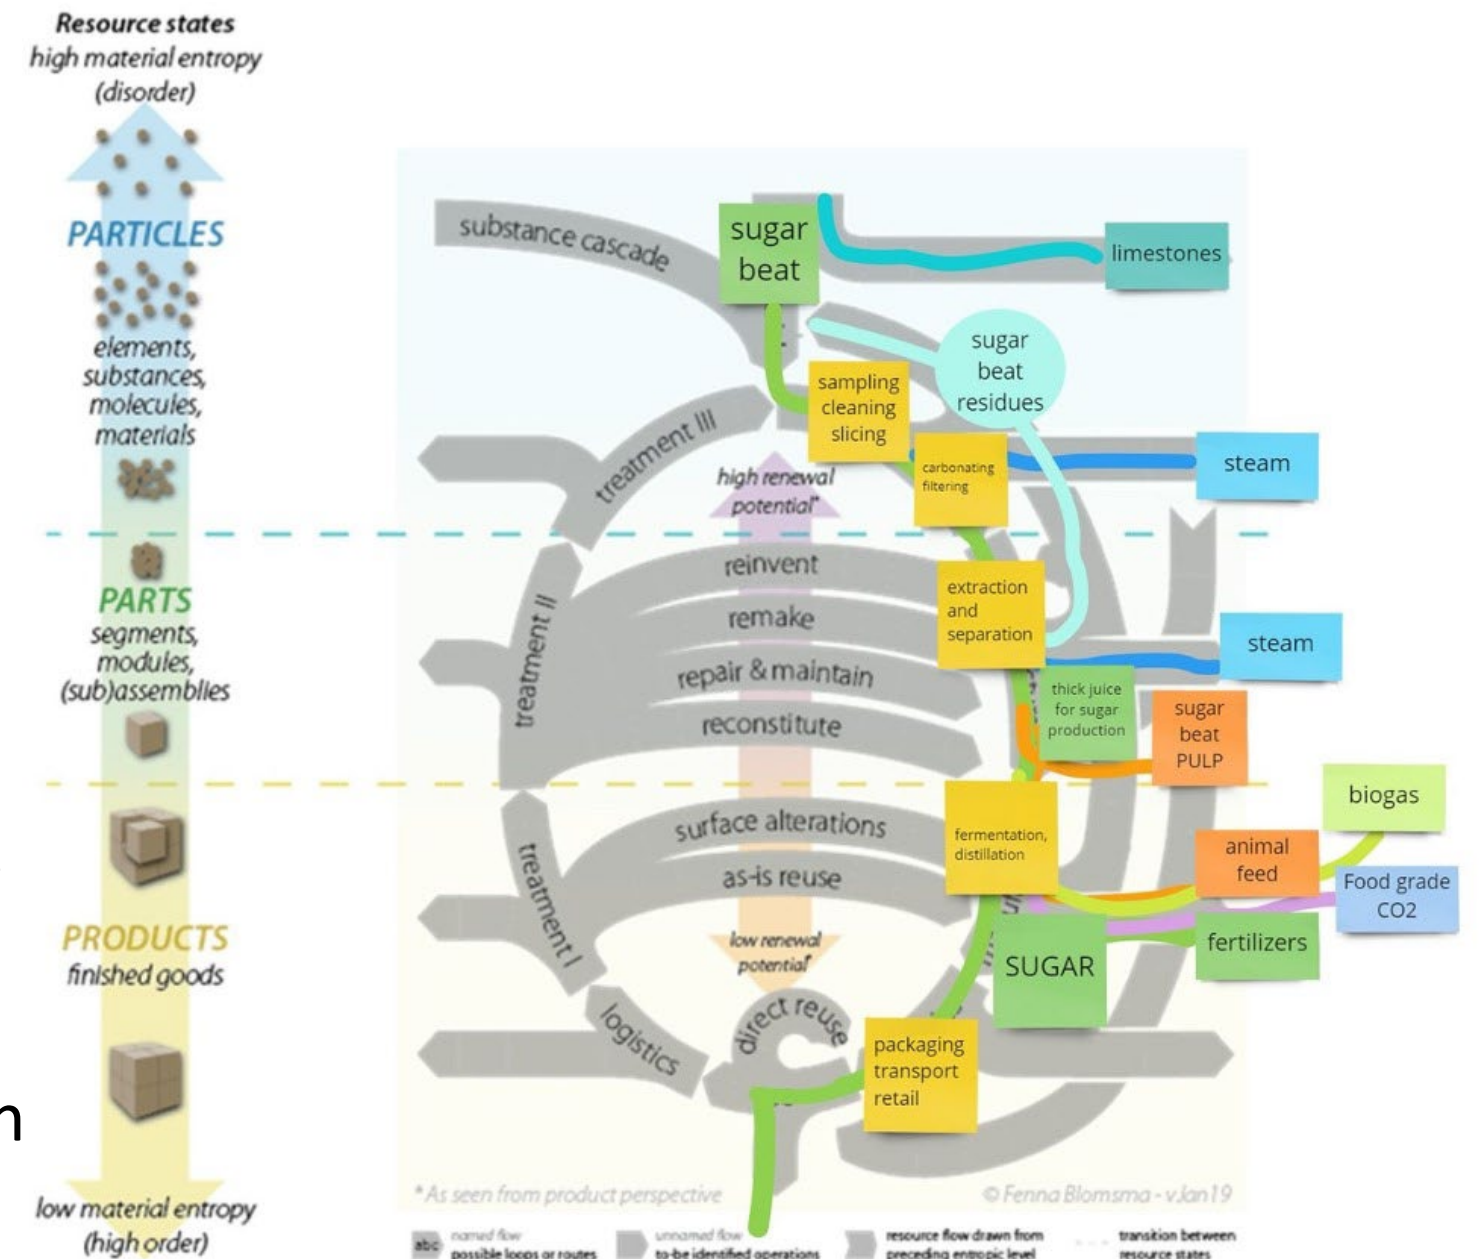 Resource states
high material entropy
(disorder)
PARTICLES
elements,
substances,
molecules,
materials
PARTS
segments,
modules,
(sub)assemblies
PRODUCTS
finished goods
low material entropy
(high order)
n
substance cascade
sugar
beat
limestones
sugar
beat
residues
sampling
cleaning
slicing
treatment III
carbonating
filtering
steam
high renewal
potential*
reinvent
remake
repair & maintain
reconstitute
treatment II
extraction
and
separation
steam
thick juice
for sugar
production
sugar
beat
PULP
biogas
surface alterations
as-is reuse
treatment I
fermentation,
distillation
animal
feed
Food grade
CO2
fertilizers
SUGAR
low renewal
potential*
logistics
direct reuse
packaging
transport
retail
* As seen from product perspective
© Fenna Blomsma - v.Jan19
abc
named flow
possible loops or routes
unnamed flow
to-be identified operations
resource flow drawn from
preceding entropic level
transition between
resource states